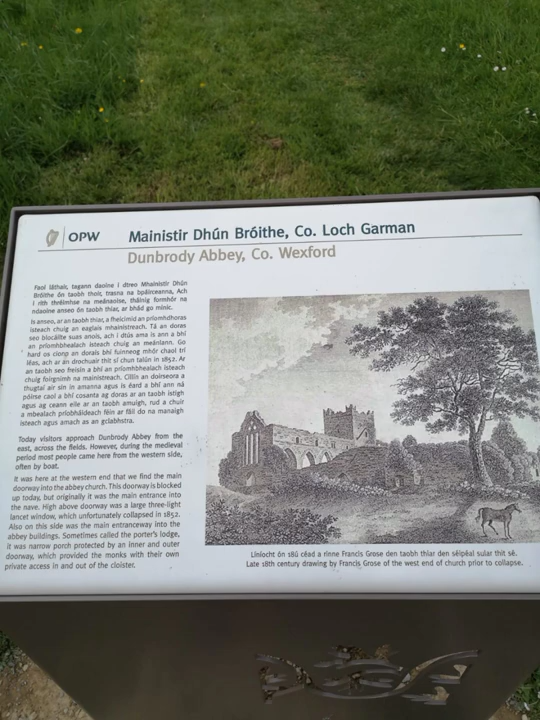 OPW
Mainistir Dhún Bróithe, Co. Loch Garman
Dunbrody Abbey, Co. Wexford
Faoi láthair, tagann daoine i dtreo Mhainistir Dhún
Bróithe ón taobh thoir, trasna na bpáirceanna, Ach
i rith thréimhse na meánaoise, tháinig formhór na
ndaoine anseo ón taobh thiar, ar bhád go minic.
Is anseo, ar an taobh thiar, a fheicimid an príomhdhoras
isteach chuig an eaglais mhainistreach. Tá an doras
seo blocáilte suas anois, ach i dtús ama is ann a bhí
an príomhbhealach isteach chuig an meánlann. Go
hard os cionn an dorais bhí fuinneog mhór chaol trí
léas, ach ar an drochuair thit sí chun talún in 1852. Ar
an taobh seo freisin a bhí an príomhbhealach isteach
chuig foirgnimh na mainistreach. Cillín an doirseora a
thugtaí air sin in amanna agus is éard a bhí ann ná
póirse caol a bhí cosanta ag doras ar an taobh istigh
agus ag ceann eile ar an taobh amuigh, rud a chuir
a mbealach príobháideach féin ar fáil do na manaigh
isteach agus amach as an gclabhstra.
Today visitors approach Dunbrody Abbey from the
east, across the fields. However, during the medieval
period most people came here from the western side,
often by boat.
It was here at the western end that we find the main
doorway into the abbey church. This doorway is blocked
up today, but originally it was the main entrance into
the nave. High above doorway was a large three-light
lancet window, which unfortunately collapsed in 1852.
Also on this side was the main entranceway into the
abbey buildings. Sometimes called the porter's lodge,
it was narrow porch protected by an inner and outer
doorway, which provided the monks with their own
private access in and out of the cloister.
Líníocht ón 18ú céad a rinne Francis Grose den taobh thiar den séipéal sular thit sé.
Late 18th century drawing by Francis Grose of the west end of church prior to collapse.